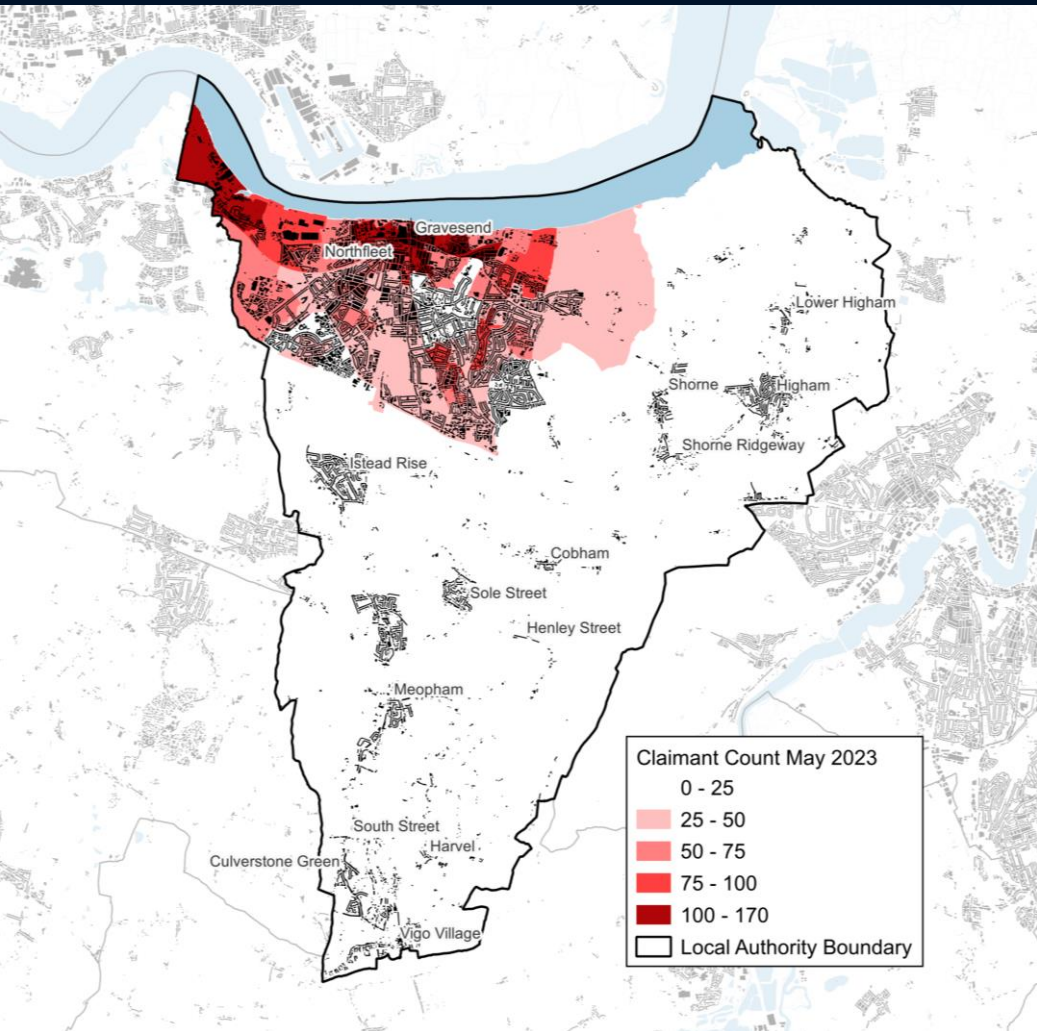 Gravesend
Northfleet
Lower Higham
Shorne
Higham
Shorne Ridgeway
Istead Rise
Cobham
Sole Street
Henley Street
Meopham
South Street
Harvel
Culverstone Green
Vigo Village
Claimant Count May 2023
0 - 25
25 - 50
50 - 75
75 - 100
100 - 170
Local Authority Boundary